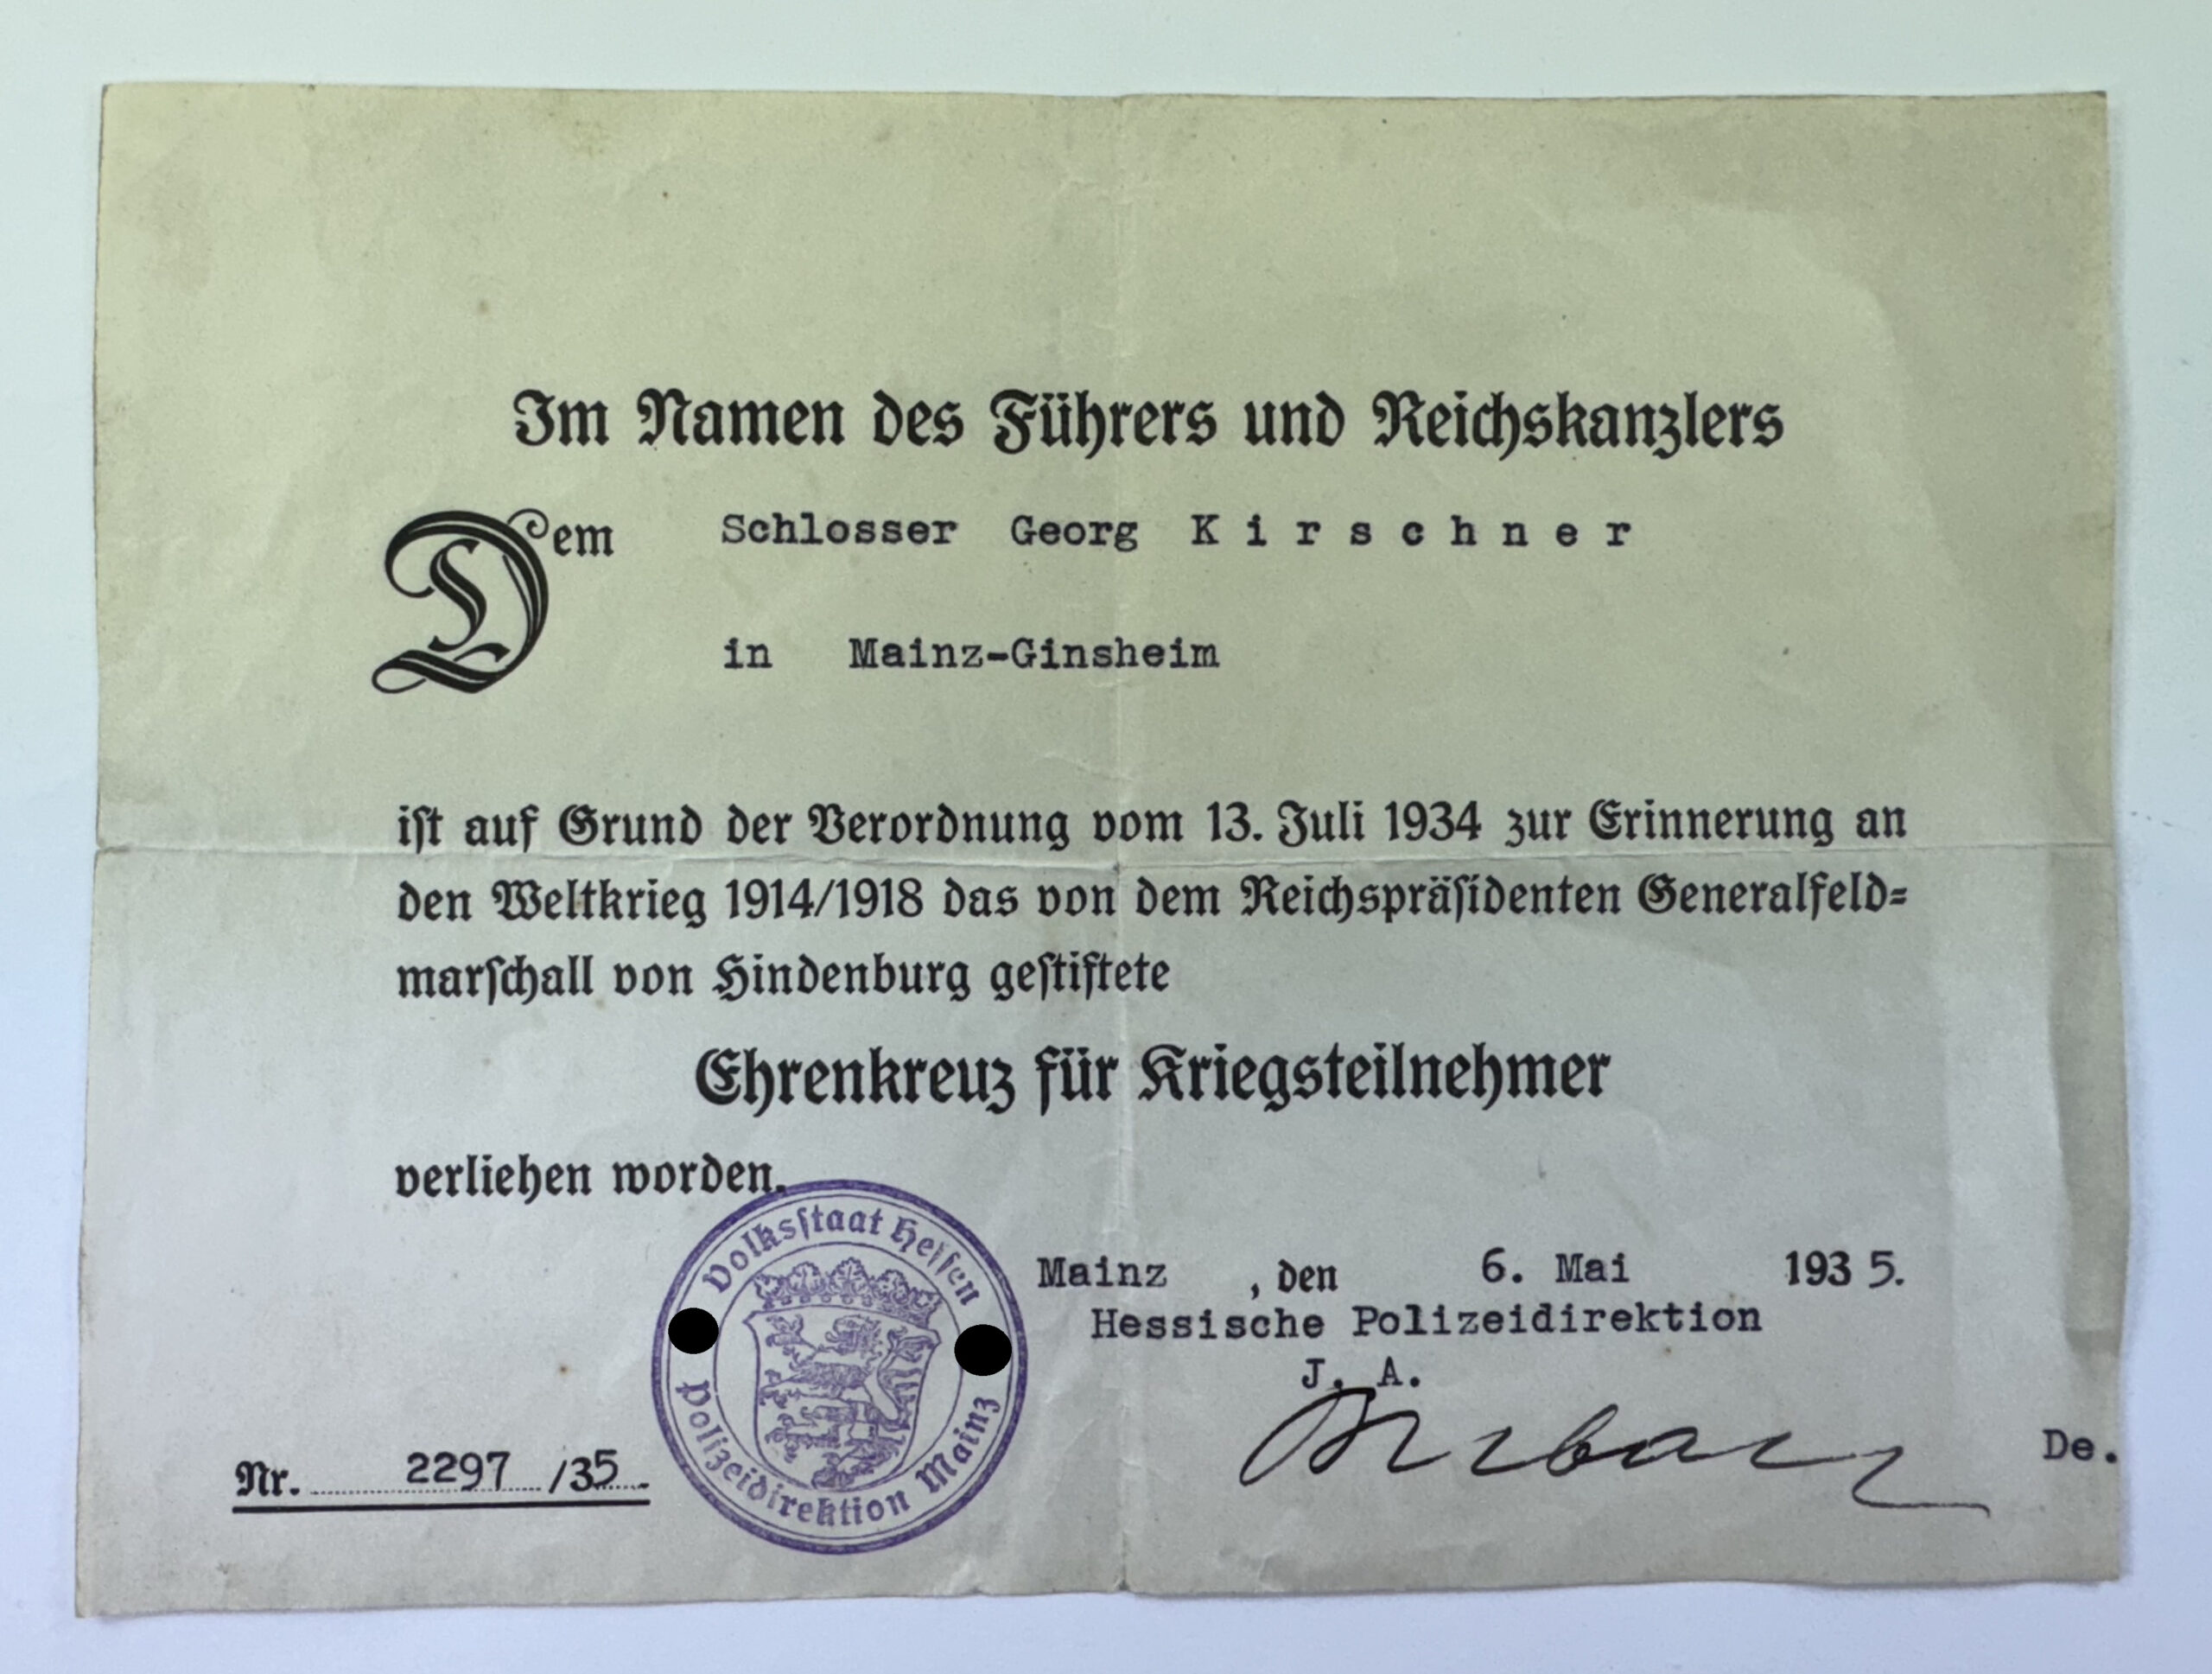 Im Namen des Führers und Reichskanzlers
Dem Schlosser Georg Kirschner
in Mainz-Ginsheim
ist auf Grund der Verordnung vom 13. Juli 1934 zur Erinnerung an
den Weltkrieg 1914/1918 das von dem Reichspräsidenten Generalfeld=
marschall von Hindenburg gestiftete
Ehrenkreuz für Kriegsteilnehmer
verliehen worden.
Volksstaat Hessen
Polizeidirektion Mainz
Mainz, den 6. Mai 1935.
Hessische Polizeidirektion
J. A.
De.
Nr. 2297/35.